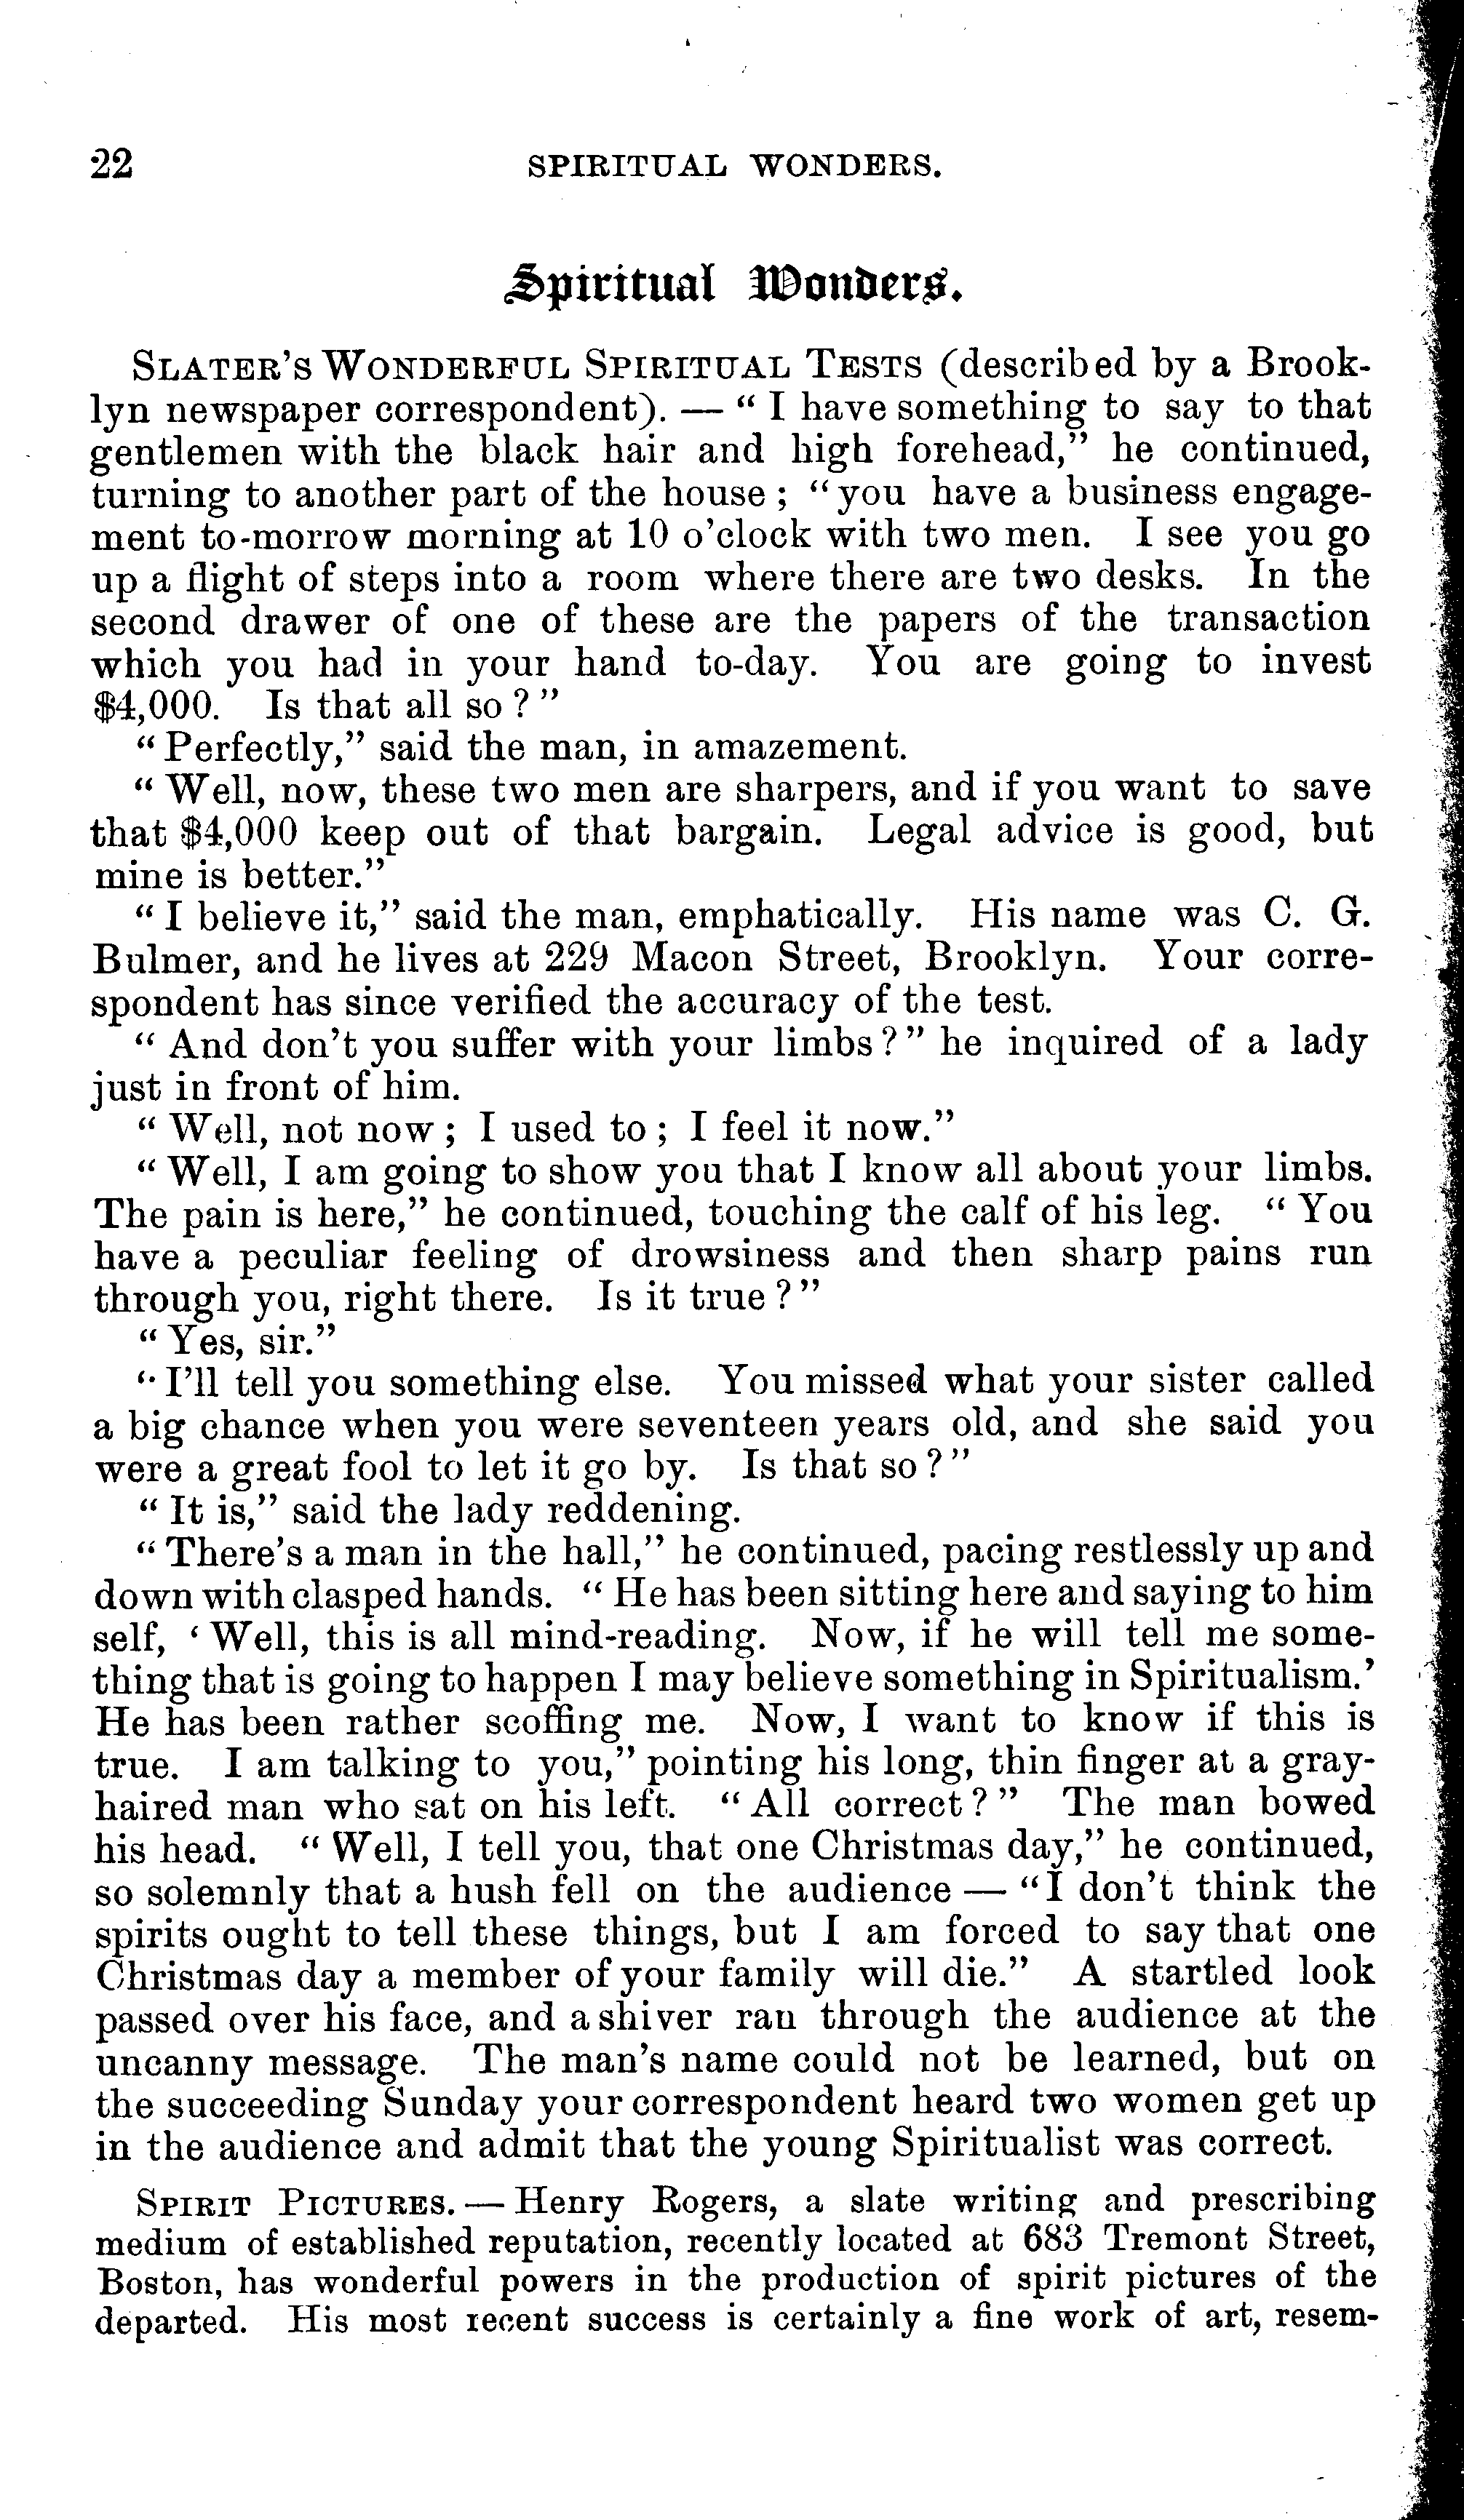 22 SPIRITUAL WONDERS.
Spiritual Wonders.
SLATER'S WONDERFUL SPIRITUAL TESTS (described by a Brook-
lyn newspaper correspondent). — "I have something to say to that
gentlemen with the black hair and high forehead," he continued,
turning to another part of the house; "you have a business engage-
ment to-morrow morning at 10 o'clock with two men. I see you go
up a flight of steps into a room where there are two desks. In the
second drawer of one of these are the papers of the transaction
which you had in your hand to-day. You are going to invest
$4,000. Is that all so?"
"Perfectly," said the man, in amazement.
"Well, now, these two men are sharpers, and if you want to save
that $4,000 keep out of that bargain. Legal advice is good, but
mine is better."
"I believe it," said the man, emphatically. His name was C. G.
Bulmer, and he lives at 229 Macon Street, Brooklyn. Your corre-
spondent has since verified the accuracy of the test.
"And don't you suffer with your limbs?" he inquired of a lady
just in front of him.
"Well, not now; I used to; I feel it now."
"Well, I am going to show you that I know all about your limbs.
The pain is here," he continued, touching the calf of his leg. "You
have a peculiar feeling of drowsiness and then sharp pains run
through you, right there. Is it true?"
"Yes, sir."
"I'll tell you something else. You missed what your sister called
a big chance when you were seventeen years old, and she said you
were a great fool to let it go by. Is that so?"
"It is," said the lady reddening.
"There's a man in the hall," he continued, pacing restlessly up and
down with clasped hands. "He has been sitting here and saying to him
self, 'Well, this is all mind-reading. Now, if he will tell me some-
thing that is going to happen I may believe something in Spiritualism.'
He has been rather scoffing me. Now, I want to know if this is
true. I am talking to you," pointing his long, thin finger at a gray-
haired man who sat on his left. "All correct?" The man bowed
his head. "Well, I tell you, that one Christmas day," he continued,
so solemnly that a hush fell on the audience — "I don't think the
spirits ought to tell these things, but I am forced to say that one
Christmas day a member of your family will die." A startled look
passed over his face, and a shiver ran through the audience at the
uncanny message. The man's name could not be learned, but on
the succeeding Sunday your correspondent heard two women get up
in the audience and admit that the young Spiritualist was correct.
SPIRIT PICTURES. — Henry Rogers, a slate writing and prescribing
medium of established reputation, recently located at 683 Tremont Street,
Boston, has wonderful powers in the production of spirit pictures of the
departed. His most recent success is certainly a fine work of art, resem-